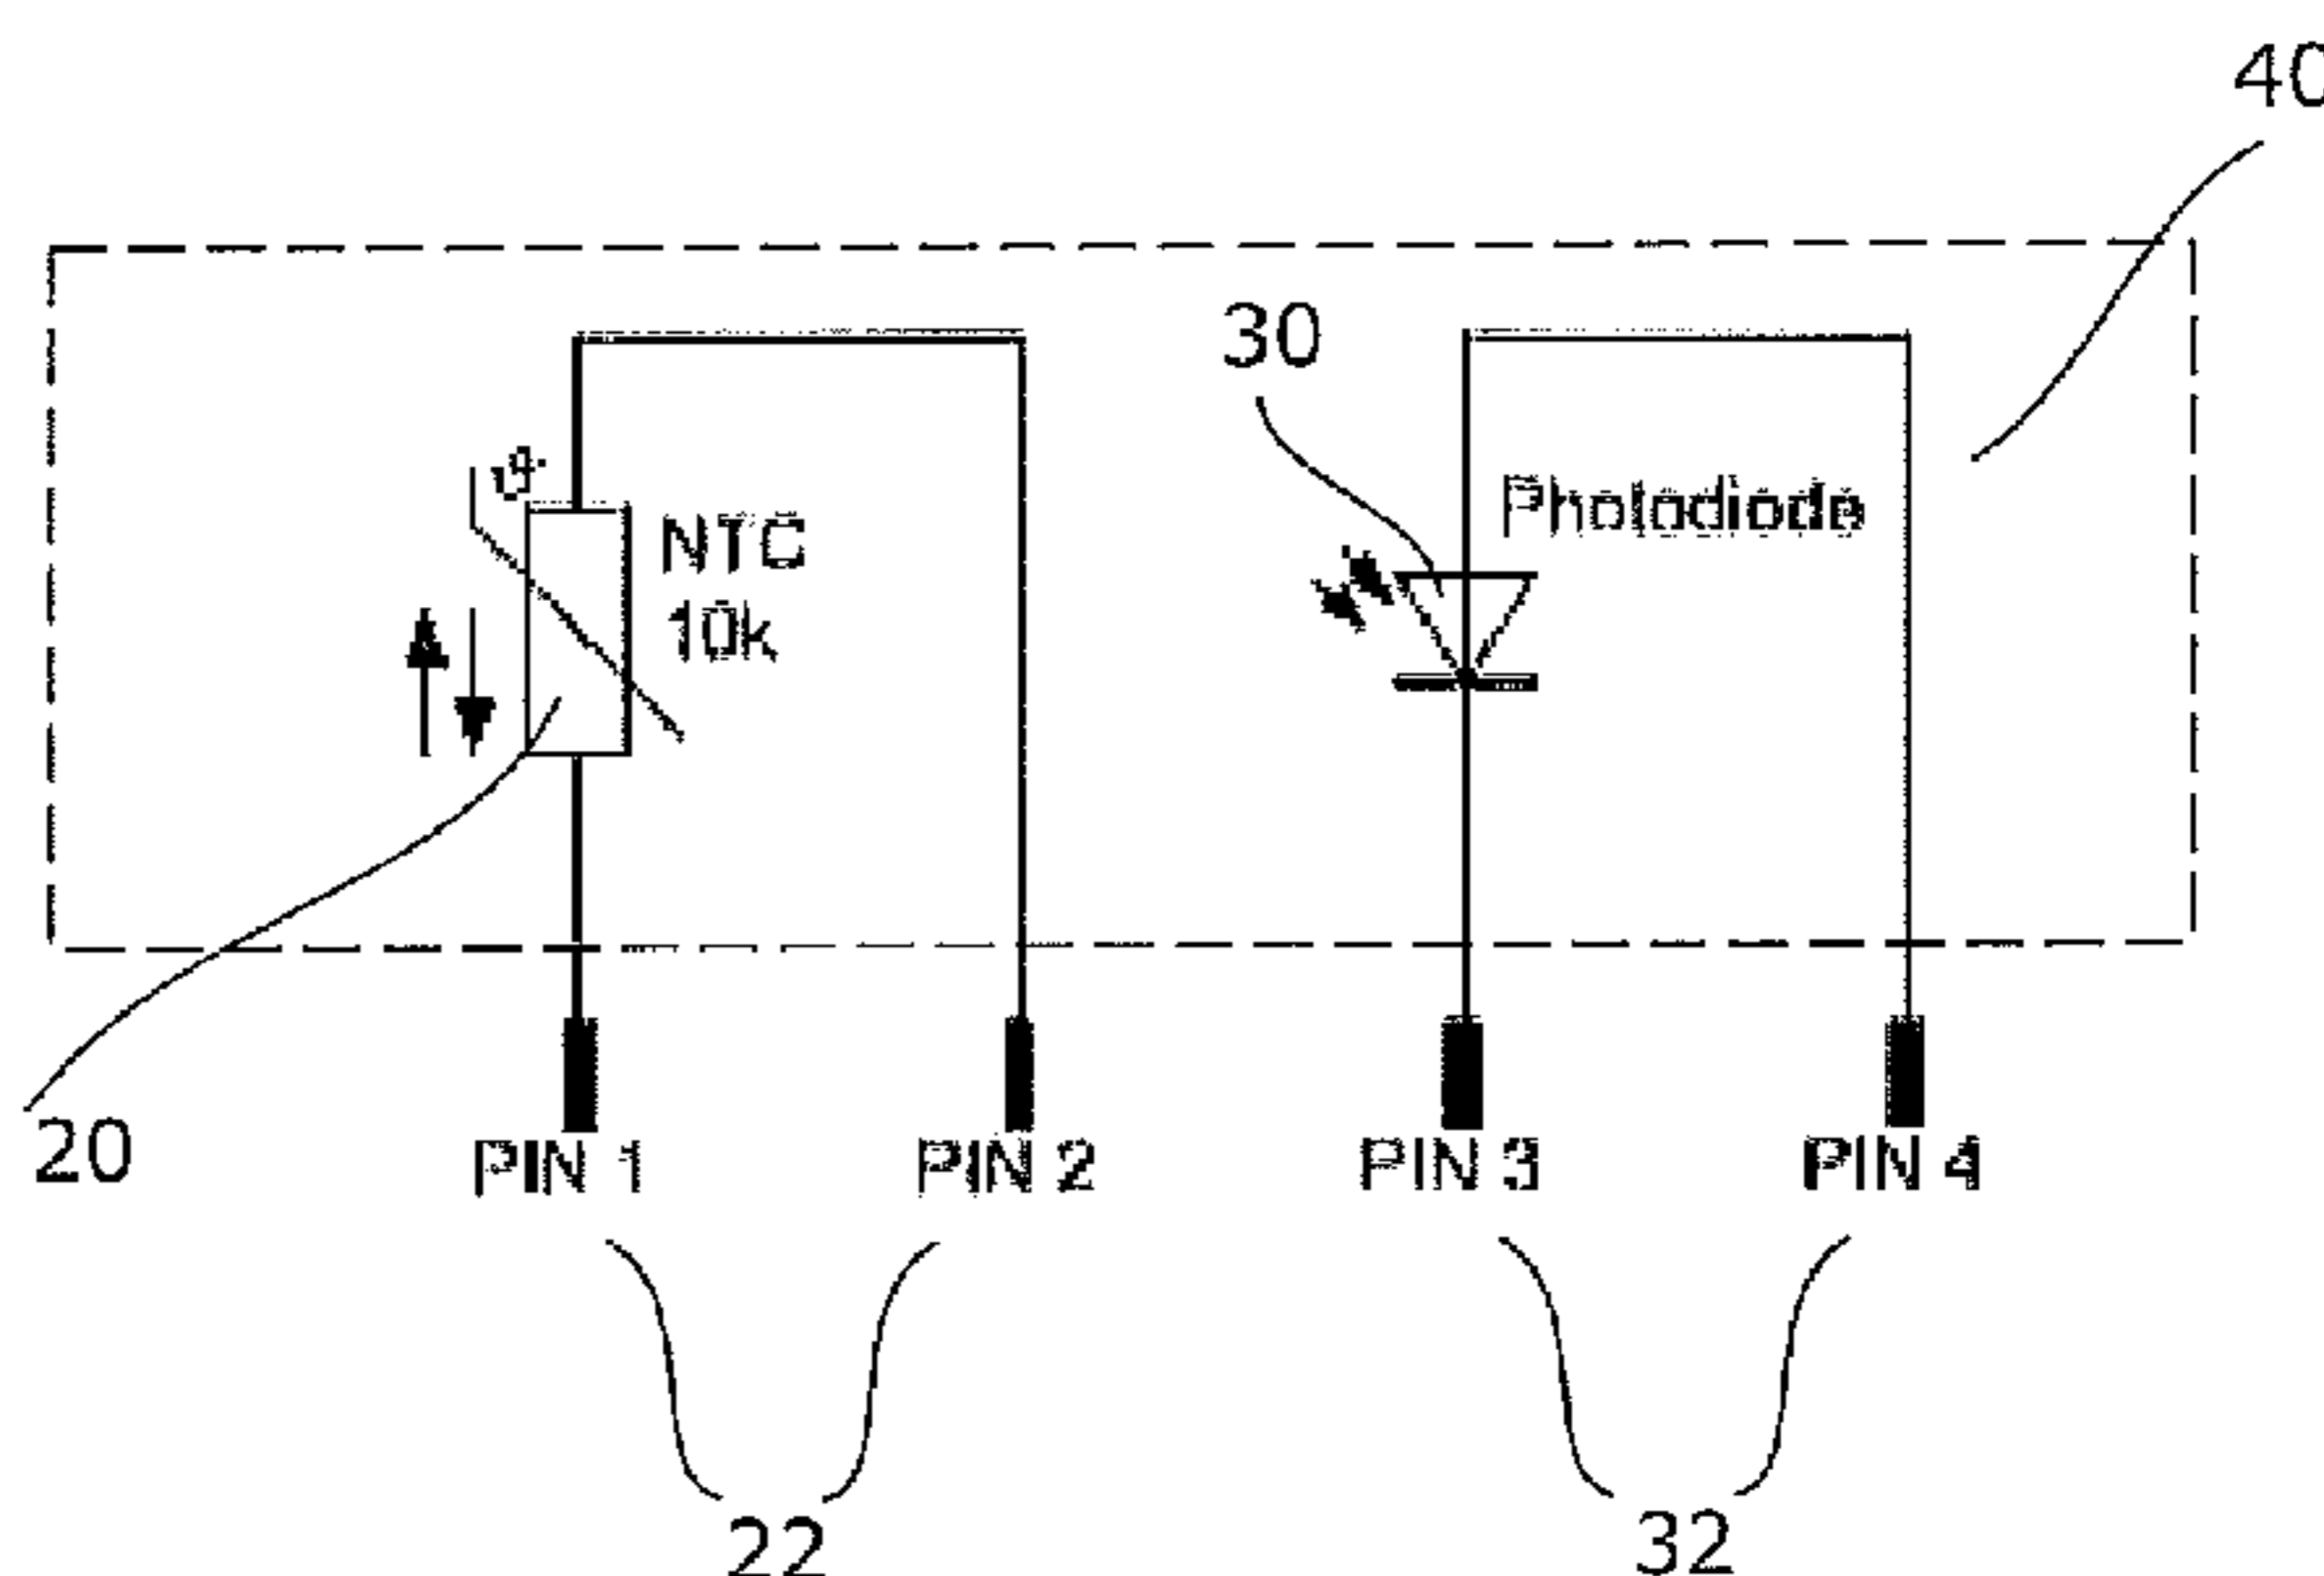 40
30
ϑ
NTC
10k
Photodiode
20
PIN 1
PIN 2
PIN 3
PIN 4
22
32